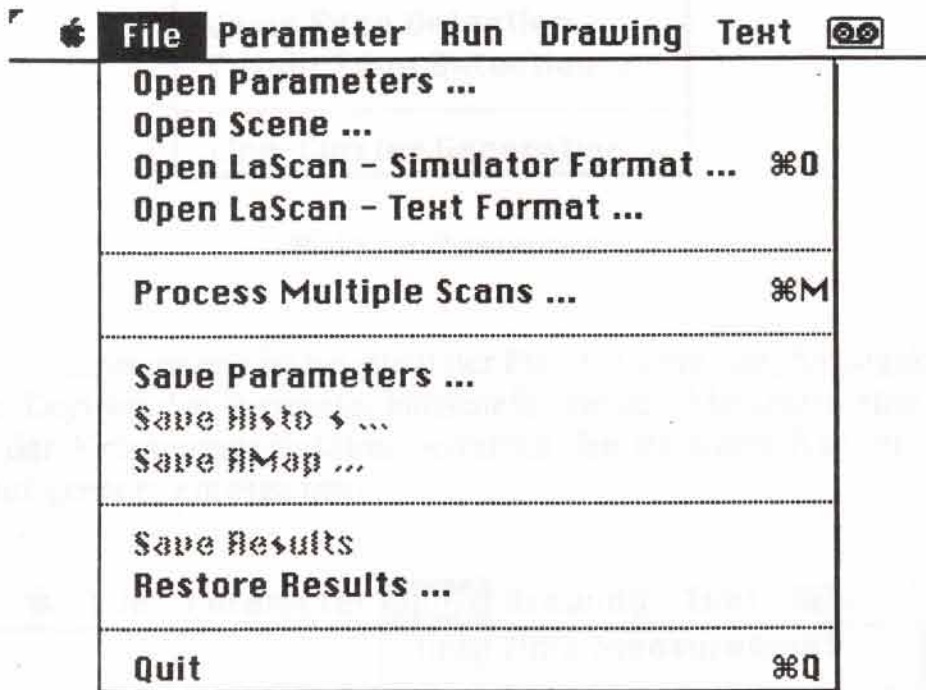 File Parameter Run Drawing Text
Open Parameters ...
Open Scene ...
Open LaScan - Simulator Format ... ⌘O
Open LaScan - Text Format ...
Process Multiple Scans ... ⌘M
Save Parameters ...
Save Histo's ...
Save AMap ...
Save Results
Restore Results ...
Quit ⌘Q